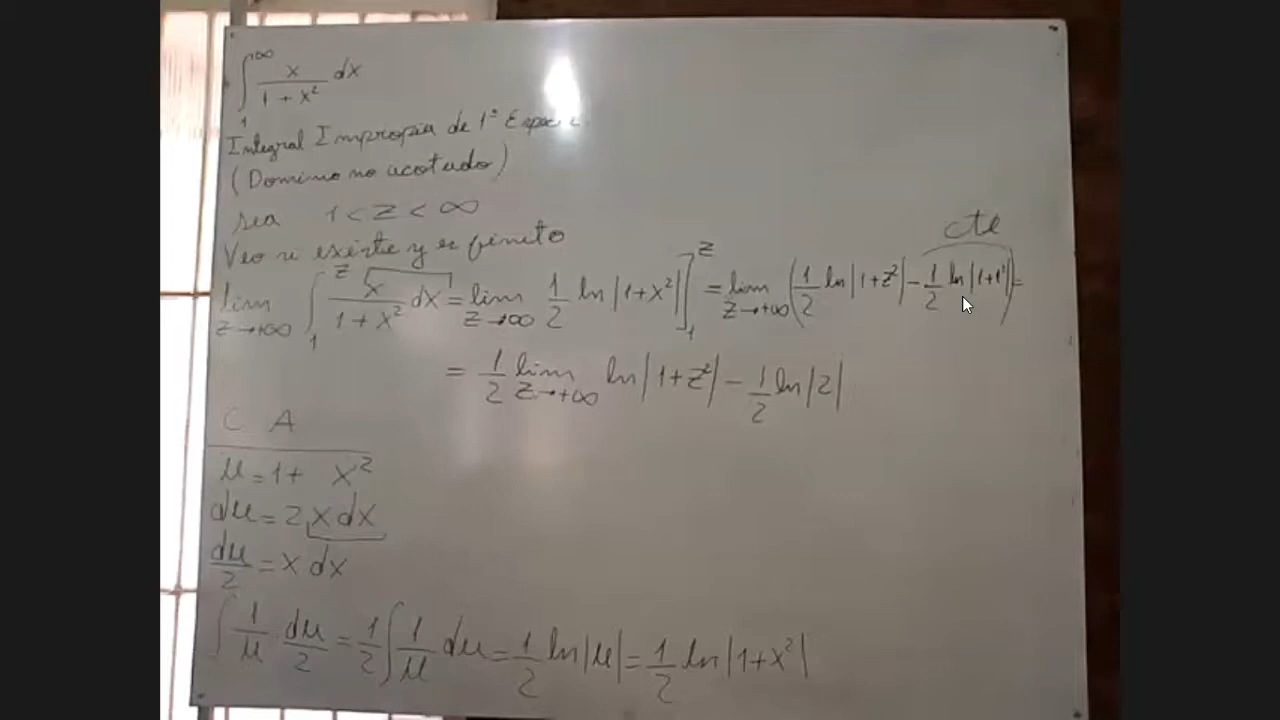 ∫₁^{+∞} x/(1 + x²) dx
Integral Impropia de 1ª Especie.
(Dominio no acotado)
sea 1 < z < ∞
Veo si existe y es finito
cte
lim_{z→+∞} ∫₁^z x/(1 + x²) dx = lim_{z→∞} 1/2 ln|1+x²| ]₁^z = lim_{z→+∞} (1/2 ln|1+z²| − 1/2 ln|1+1²|) =
= 1/2 lim_{z→+∞} ln|1+z²| − 1/2 ln|2|
C A
u = 1 + x²
du = 2 x dx
du/2 = x dx
∫ 1/u du/2 = 1/2 ∫ 1/u du = 1/2 ln|u| = 1/2 ln|1+x²|